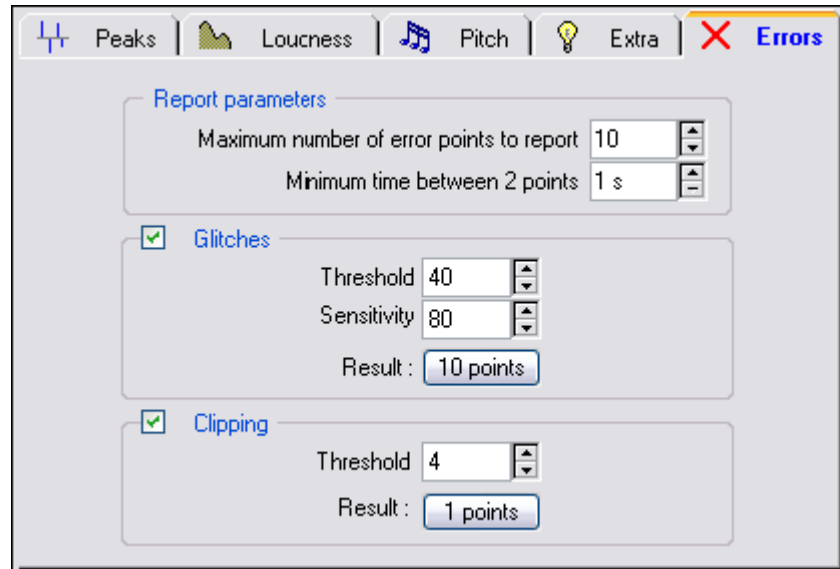 Peaks Loucness Pitch Extra Errors
Report parameters
Maximum number of error points to report 10
Minimum time between 2 points 1 s
Glitches
Threshold 40
Sensitivity 80
Result : 10 points
Clipping
Threshold 4
Result : 1 points